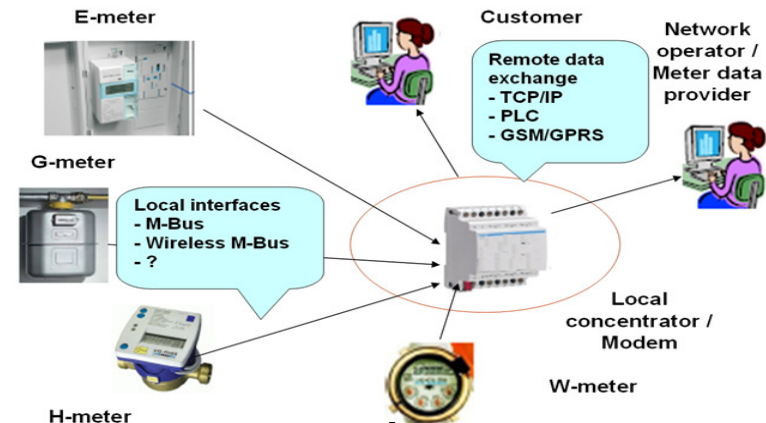 E-meter
Customer
Network
operator /
Meter data
provider
Remote data
exchange
- TCP/IP
- PLC
- GSM/GPRS
G-meter
Local interfaces
- M-Bus
- Wireless M-Bus
- ?
Local
concentrator /
Modem
W-meter
H-meter